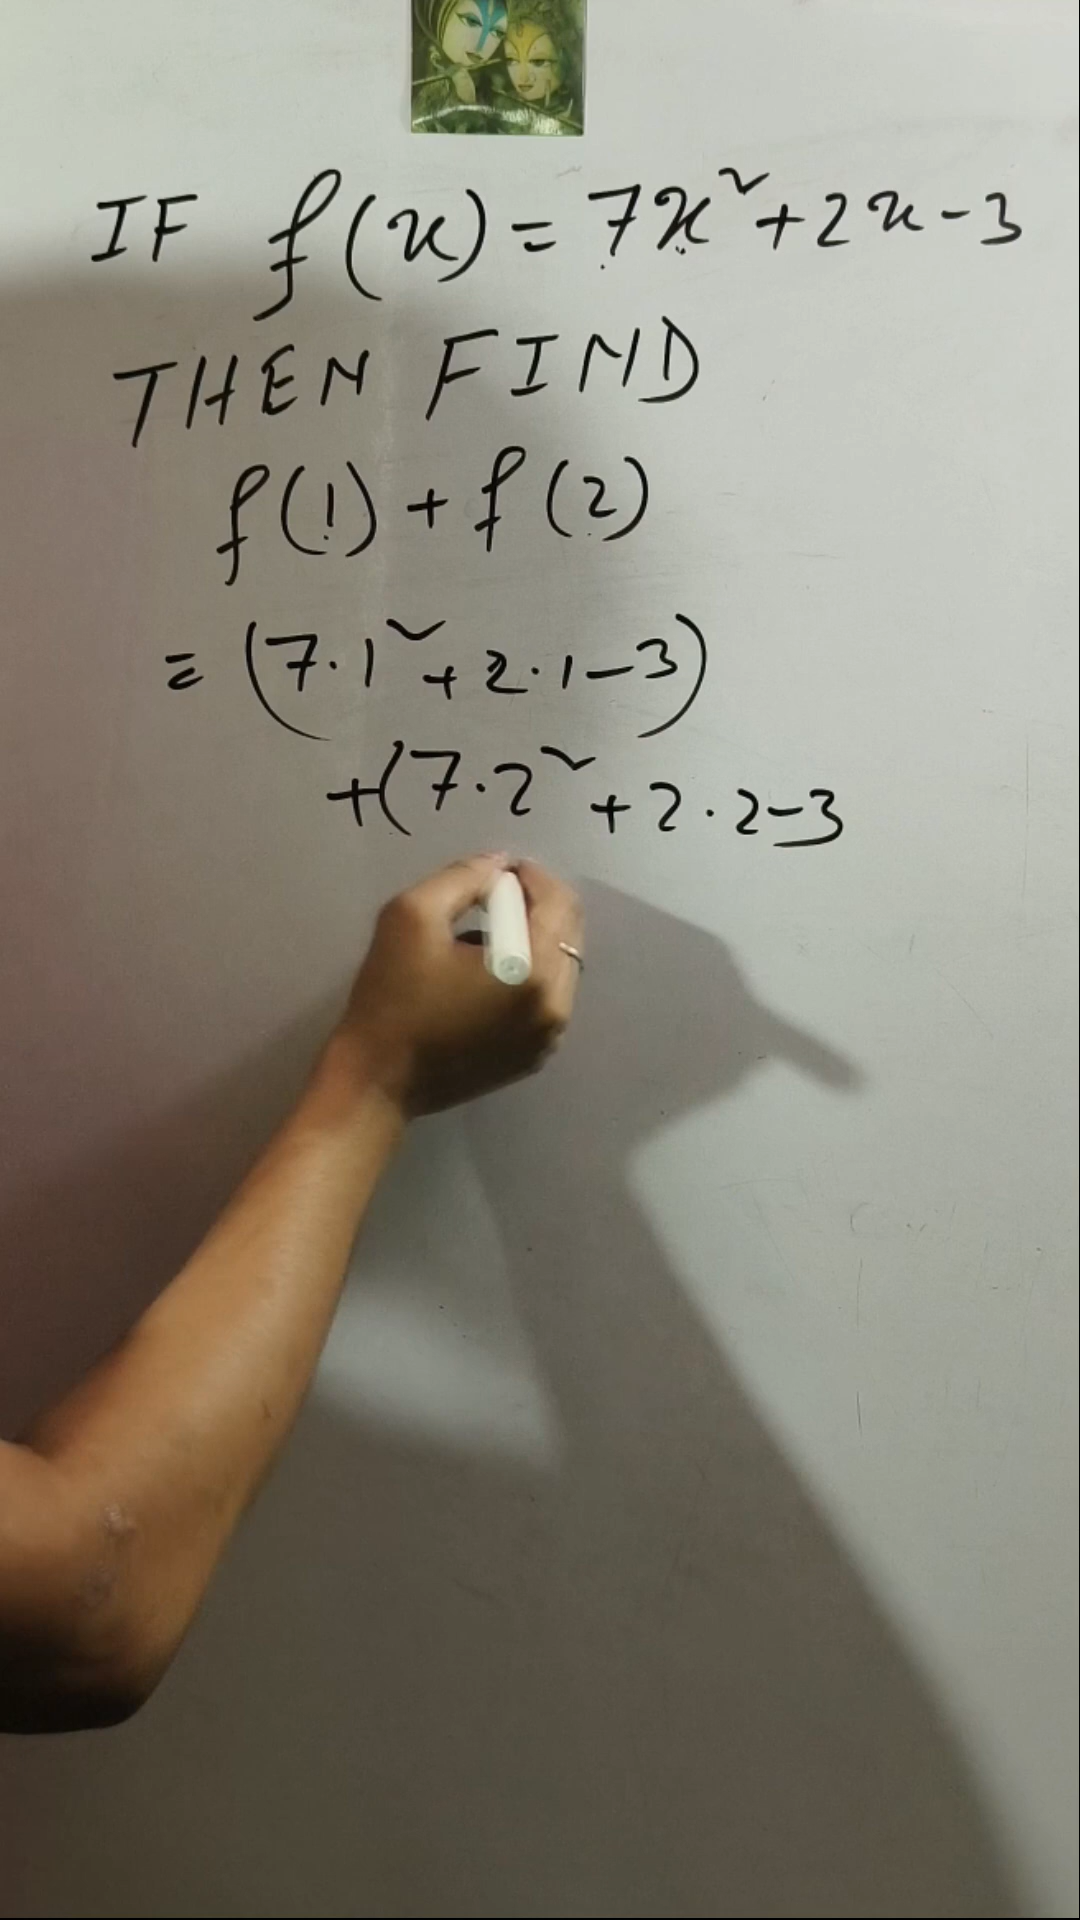 IF f(x) = 7x² + 2x - 3
THEN FIND
f(1) + f(2)
= (7·1² + 2·1 - 3)
+(7·2² + 2·2 - 3